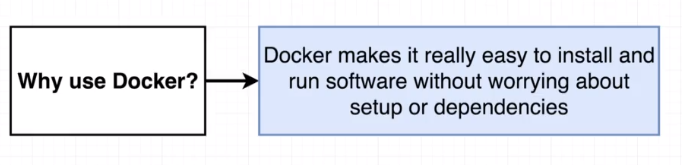 Why use Docker?
Docker makes it really easy to install and
run software without worrying about
setup or dependencies